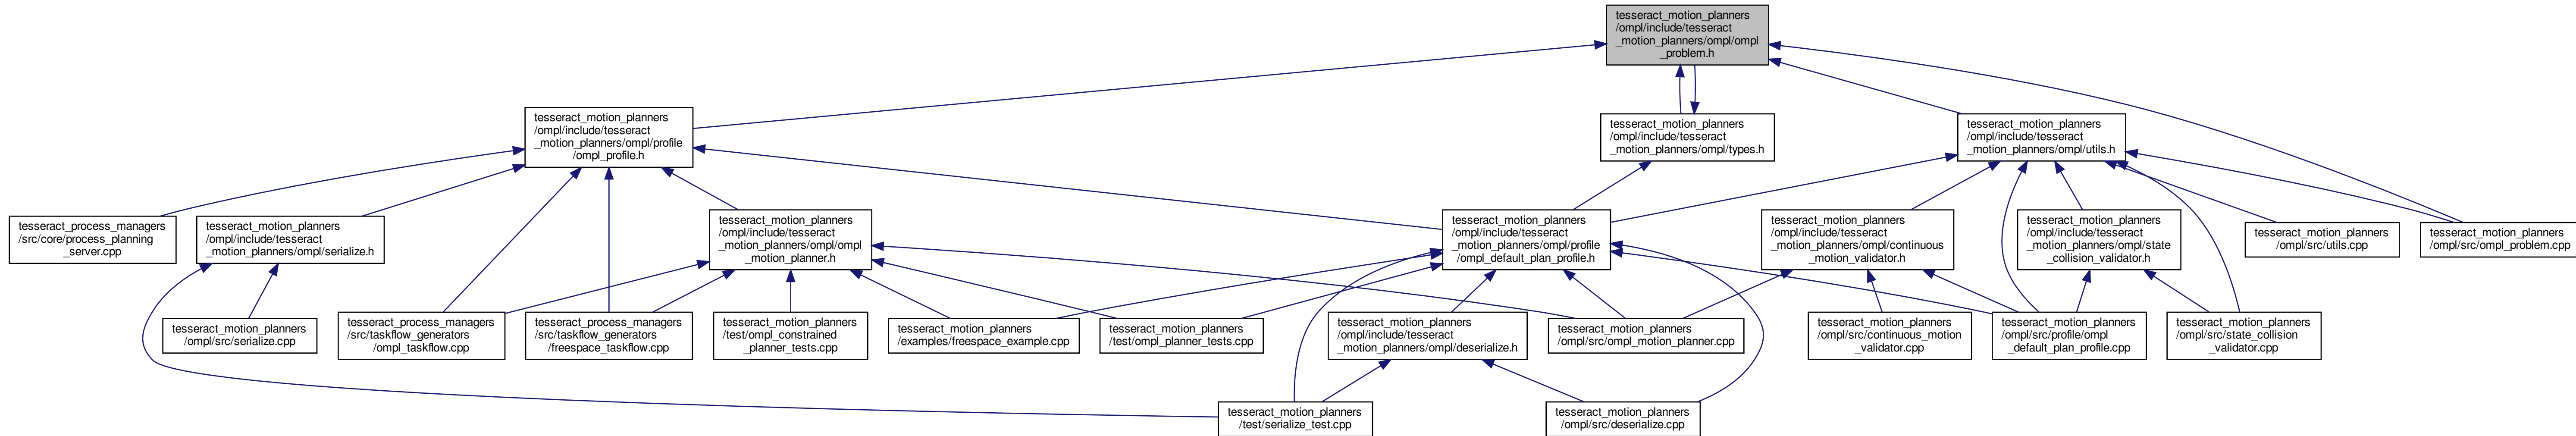 tesseract_motion_planners
/ompl/include/tesseract
_motion_planners/ompl/ompl
_problem.h
tesseract_motion_planners
/ompl/include/tesseract
_motion_planners/ompl/profile
/ompl_profile.h
tesseract_motion_planners
/ompl/include/tesseract
_motion_planners/ompl/types.h
tesseract_motion_planners
/ompl/include/tesseract
_motion_planners/ompl/utils.h
tesseract_process_managers
/src/core/process_planning
_server.cpp
tesseract_motion_planners
/ompl/include/tesseract
_motion_planners/ompl/serialize.h
tesseract_motion_planners
/ompl/include/tesseract
_motion_planners/ompl/ompl
_motion_planner.h
tesseract_motion_planners
/ompl/include/tesseract
_motion_planners/ompl/profile
/ompl_default_plan_profile.h
tesseract_motion_planners
/ompl/include/tesseract
_motion_planners/ompl/continuous
_motion_validator.h
tesseract_motion_planners
/ompl/include/tesseract
_motion_planners/ompl/state
_collision_validator.h
tesseract_motion_planners
/ompl/src/utils.cpp
tesseract_motion_planners
/ompl/src/ompl_problem.cpp
tesseract_motion_planners
/ompl/src/serialize.cpp
tesseract_process_managers
/src/taskflow_generators
/ompl_taskflow.cpp
tesseract_process_managers
/src/taskflow_generators
/freespace_taskflow.cpp
tesseract_motion_planners
/test/ompl_constrained
_planner_tests.cpp
tesseract_motion_planners
/examples/freespace_example.cpp
tesseract_motion_planners
/test/ompl_planner_tests.cpp
tesseract_motion_planners
/ompl/include/tesseract
_motion_planners/ompl/deserialize.h
tesseract_motion_planners
/ompl/src/ompl_motion_planner.cpp
tesseract_motion_planners
/ompl/src/continuous_motion
_validator.cpp
tesseract_motion_planners
/ompl/src/profile/ompl
_default_plan_profile.cpp
tesseract_motion_planners
/ompl/src/state_collision
_validator.cpp
tesseract_motion_planners
/test/serialize_test.cpp
tesseract_motion_planners
/ompl/src/deserialize.cpp